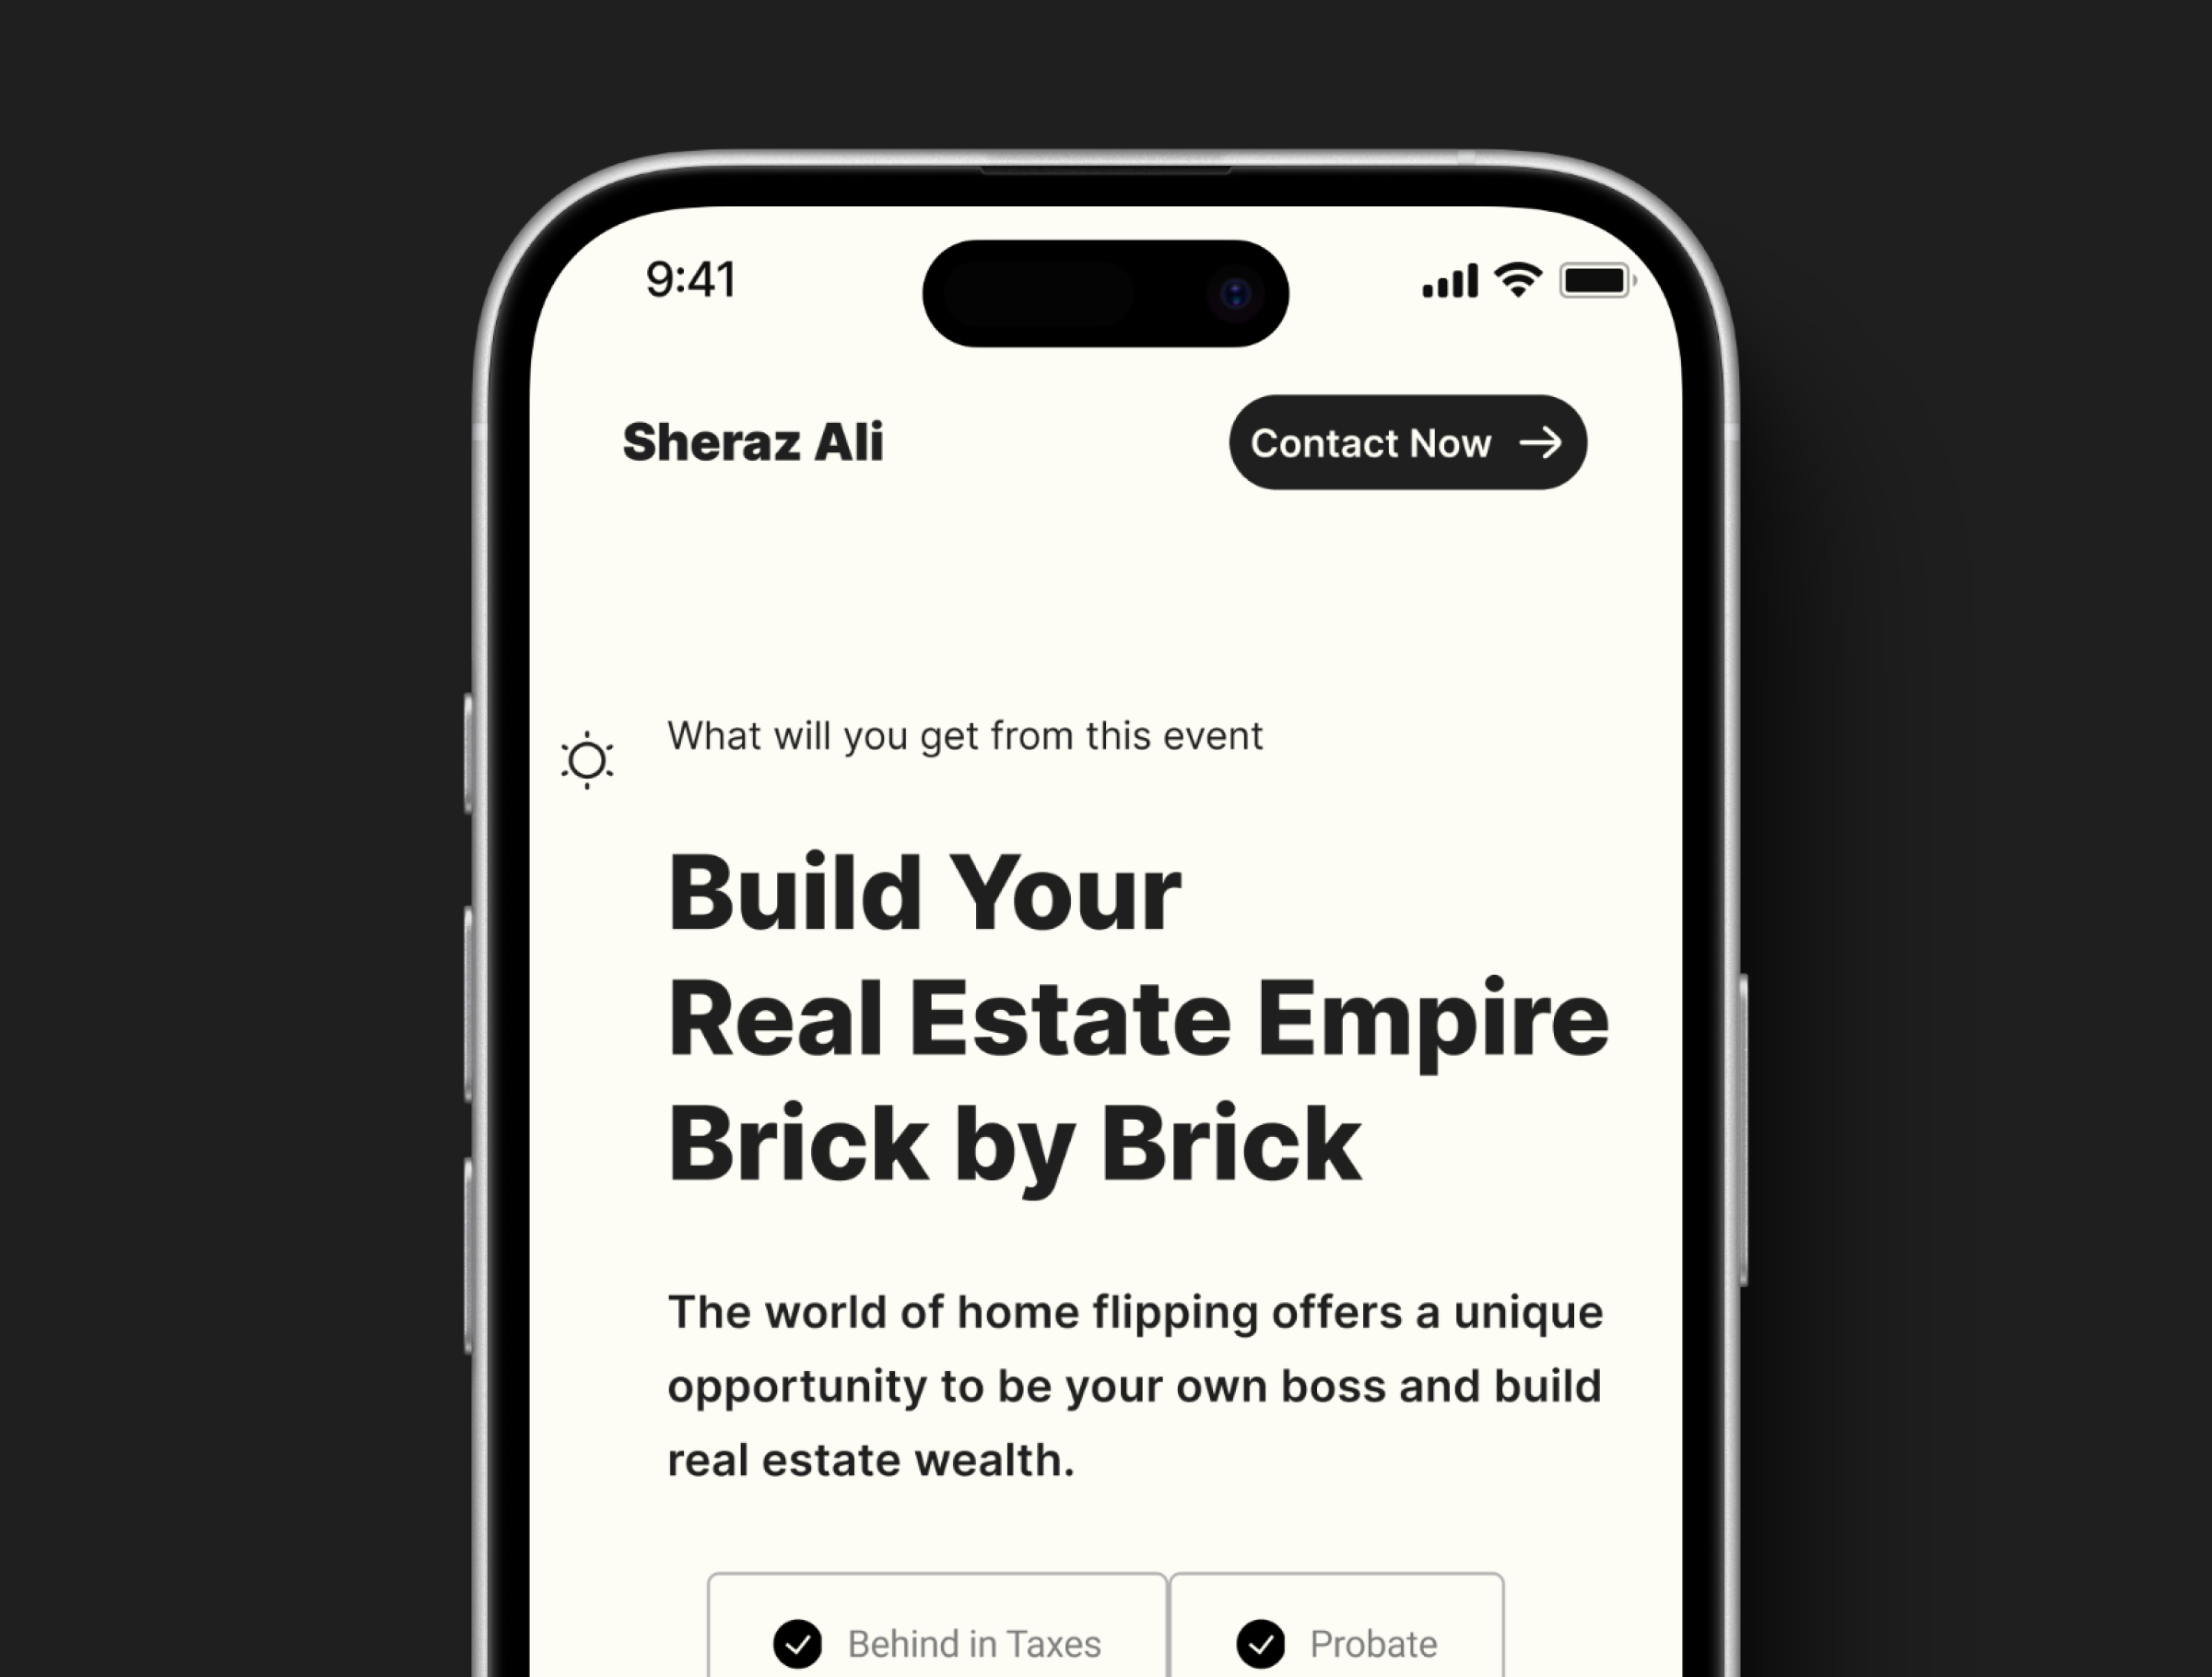 9:41
Sheraz Ali
Contact Now
What will you get from this event
Build Your
Real Estate Empire
Brick by Brick
The world of home flipping offers a unique
opportunity to be your own boss and build
real estate wealth.
Behind in Taxes
Probate